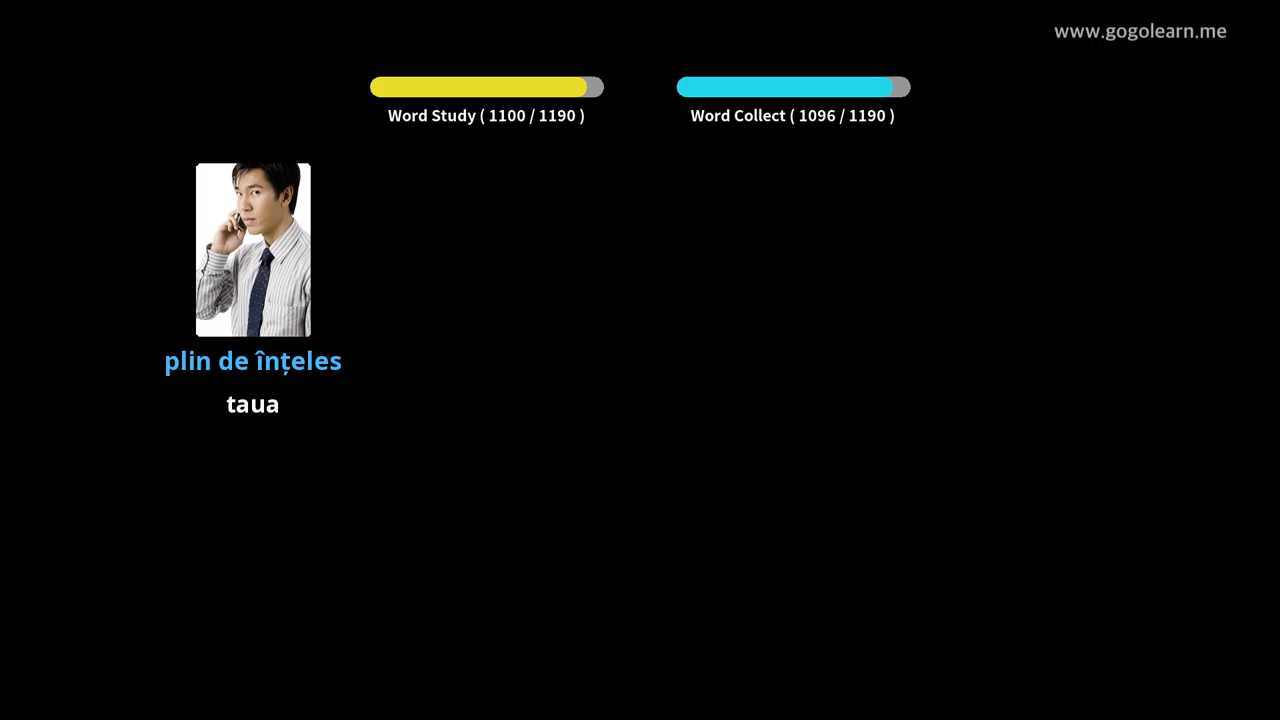 www.gogolearn.me
Word Study ( 1100 / 1190 )
Word Collect ( 1096 / 1190 )
plin de înțeles
taua